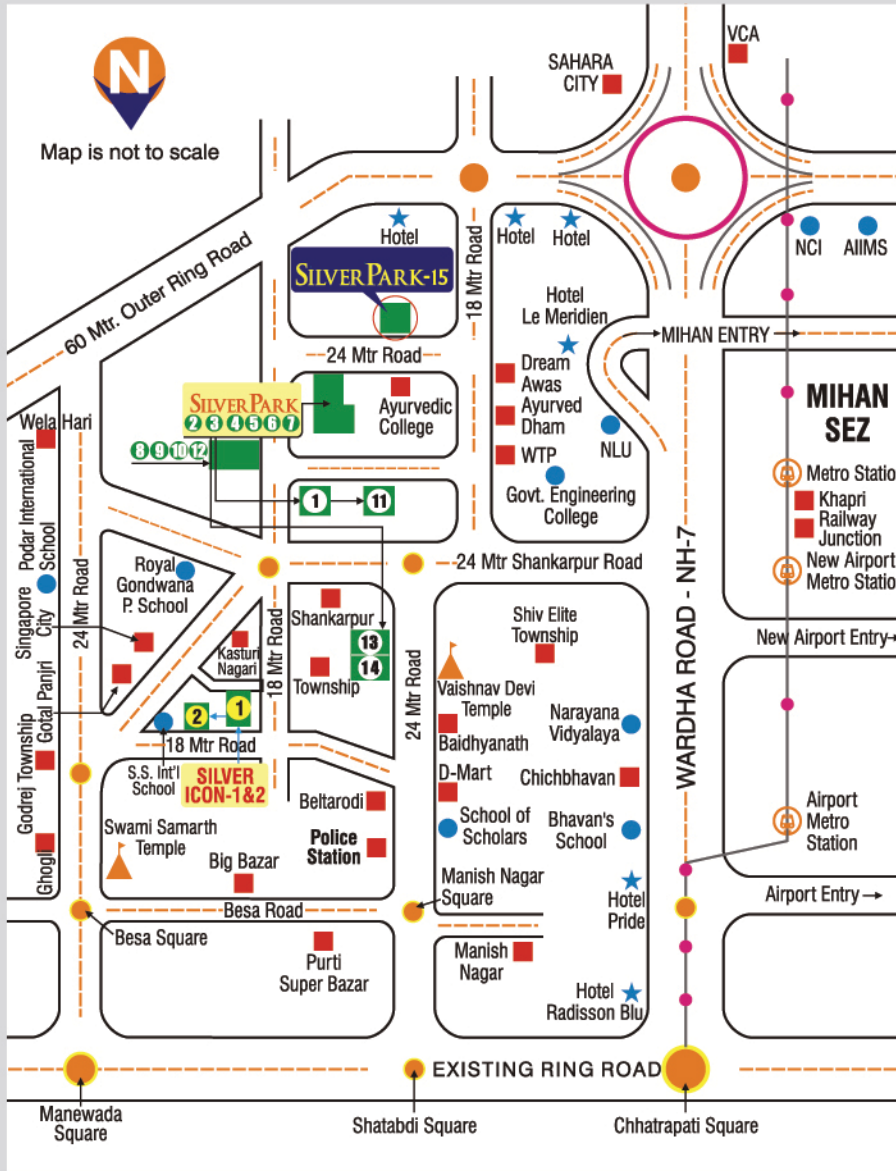 N
Map is not to scale
VCA
SAHARA
CITY
60 Mtr. Outer Ring Road
Hotel
Hotel
Hotel
NCI
AIIMS
SILVERPARK-15
18 Mtr Road
Hotel
Le Meridien
MIHAN ENTRY
24 Mtr Road
Dream
Awas
Ayurvedic
College
Ayurved
Dham
MIHAN
SEZ
SILVERPARK
2 3 4 5 6 7
Wela Hari
8 9 10 12
NLU
WTP
Govt. Engineering
College
Metro Statio
Khapri
Railway
Junction
1
11
Podar International
School
24 Mtr Shankarpur Road
New Airport
Metro Statio
Royal
Gondwana
P. School
24 Mtr Road
Singapore
City
Shankarpur
18 Mtr Road
Shiv Elite
Township
WARDHA ROAD - NH-7
New Airport Entry
Kasturi
Nagari
13
14
Township
24 Mtr Road
Vaishnav Devi
Temple
Gotal Panjri
2
1
Narayana
Vidyalaya
Baidhyanath
18 Mtr Road
S.S. Int'l
School
SILVER
ICON-1&2
D-Mart
Chichbhavan
Godrej Township
Beltarodi
School of
Scholars
Bhavan's
School
Airport
Metro
Station
Swami Samarth
Temple
Police
Station
Ghogli
Big Bazar
Manish Nagar
Square
Hotel
Pride
Airport Entry
Besa Road
Besa Square
Purti
Super Bazar
Manish
Nagar
Hotel
Radisson Blu
EXISTING RING ROAD
Manewada
Square
Shatabdi Square
Chhatrapati Square